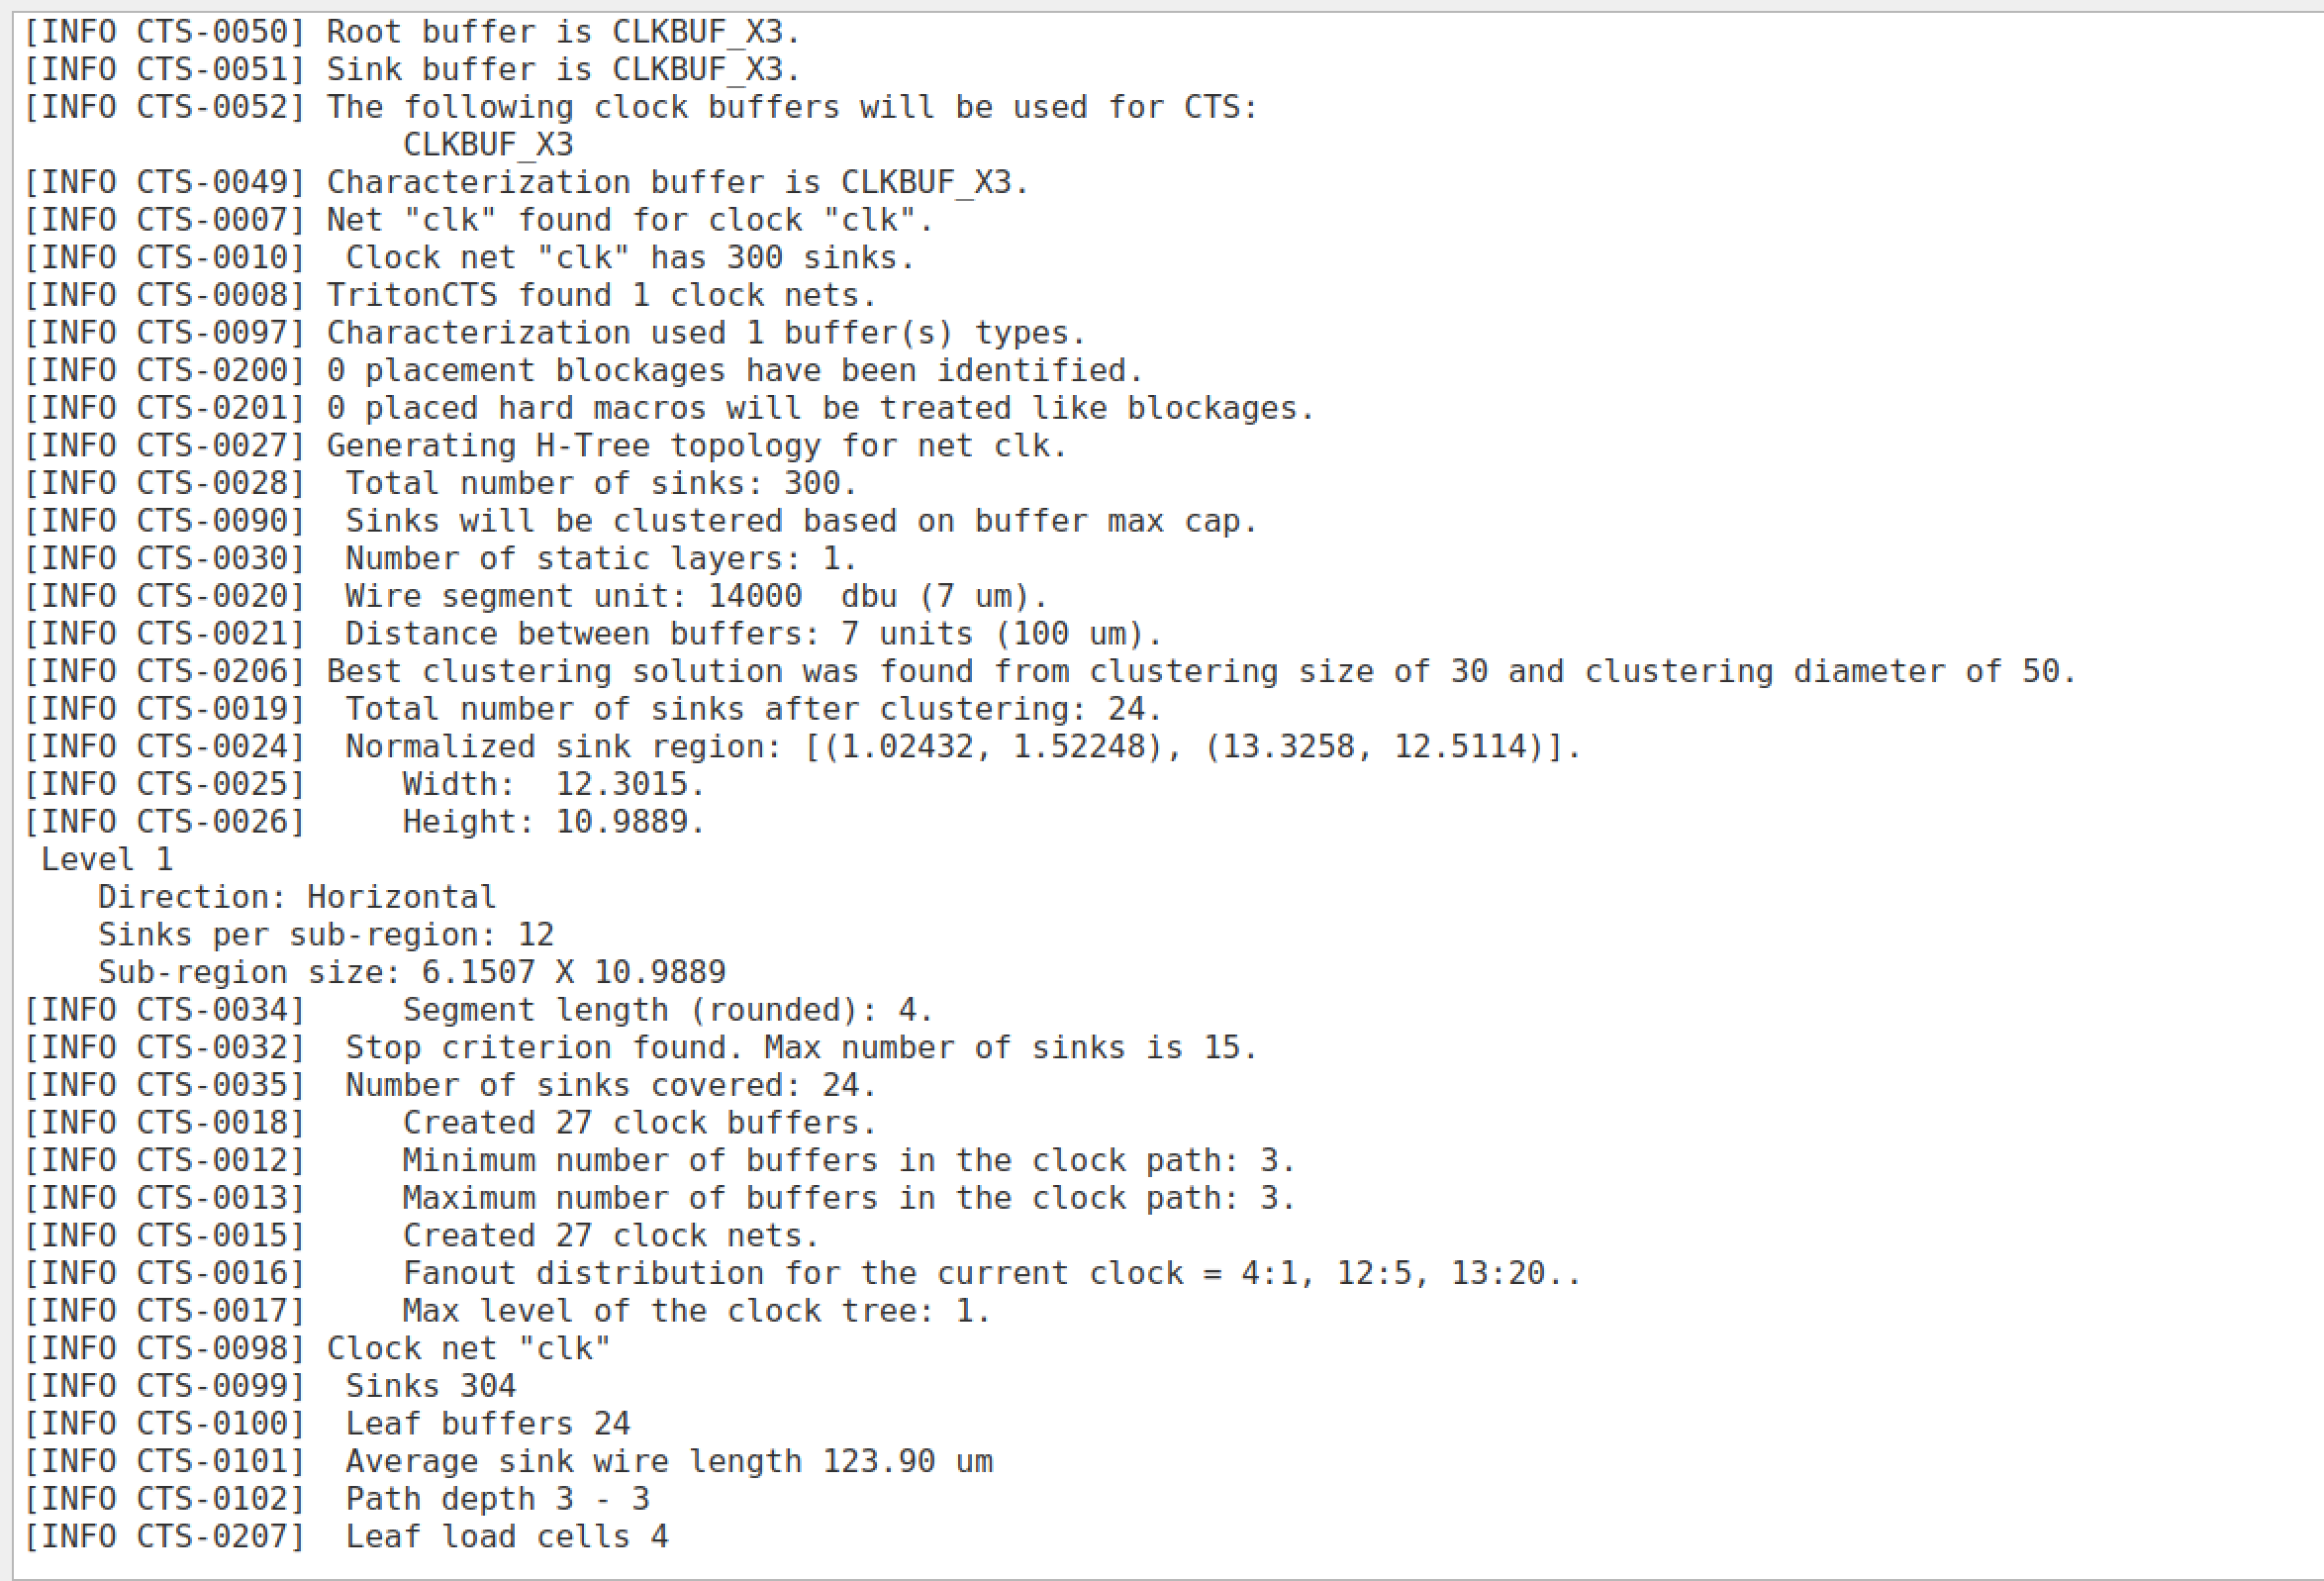 [INFO CTS-0050] Root buffer is CLKBUF_X3.
[INFO CTS-0051] Sink buffer is CLKBUF_X3.
[INFO CTS-0052] The following clock buffers will be used for CTS:
                    CLKBUF_X3
[INFO CTS-0049] Characterization buffer is CLKBUF_X3.
[INFO CTS-0007] Net "clk" found for clock "clk".
[INFO CTS-0010]  Clock net "clk" has 300 sinks.
[INFO CTS-0008] TritonCTS found 1 clock nets.
[INFO CTS-0097] Characterization used 1 buffer(s) types.
[INFO CTS-0200] 0 placement blockages have been identified.
[INFO CTS-0201] 0 placed hard macros will be treated like blockages.
[INFO CTS-0027] Generating H-Tree topology for net clk.
[INFO CTS-0028]  Total number of sinks: 300.
[INFO CTS-0090]  Sinks will be clustered based on buffer max cap.
[INFO CTS-0030]  Number of static layers: 1.
[INFO CTS-0020]  Wire segment unit: 14000  dbu (7 um).
[INFO CTS-0021]  Distance between buffers: 7 units (100 um).
[INFO CTS-0206] Best clustering solution was found from clustering size of 30 and clustering diameter of 50.
[INFO CTS-0019]  Total number of sinks after clustering: 24.
[INFO CTS-0024]  Normalized sink region: [(1.02432, 1.52248), (13.3258, 12.5114)].
[INFO CTS-0025]     Width:  12.3015.
[INFO CTS-0026]     Height: 10.9889.
 Level 1
    Direction: Horizontal
    Sinks per sub-region: 12
    Sub-region size: 6.1507 X 10.9889
[INFO CTS-0034]     Segment length (rounded): 4.
[INFO CTS-0032]  Stop criterion found. Max number of sinks is 15.
[INFO CTS-0035]  Number of sinks covered: 24.
[INFO CTS-0018]     Created 27 clock buffers.
[INFO CTS-0012]     Minimum number of buffers in the clock path: 3.
[INFO CTS-0013]     Maximum number of buffers in the clock path: 3.
[INFO CTS-0015]     Created 27 clock nets.
[INFO CTS-0016]     Fanout distribution for the current clock = 4:1, 12:5, 13:20..
[INFO CTS-0017]     Max level of the clock tree: 1.
[INFO CTS-0098] Clock net "clk"
[INFO CTS-0099]  Sinks 304
[INFO CTS-0100]  Leaf buffers 24
[INFO CTS-0101]  Average sink wire length 123.90 um
[INFO CTS-0102]  Path depth 3 - 3
[INFO CTS-0207]  Leaf load cells 4